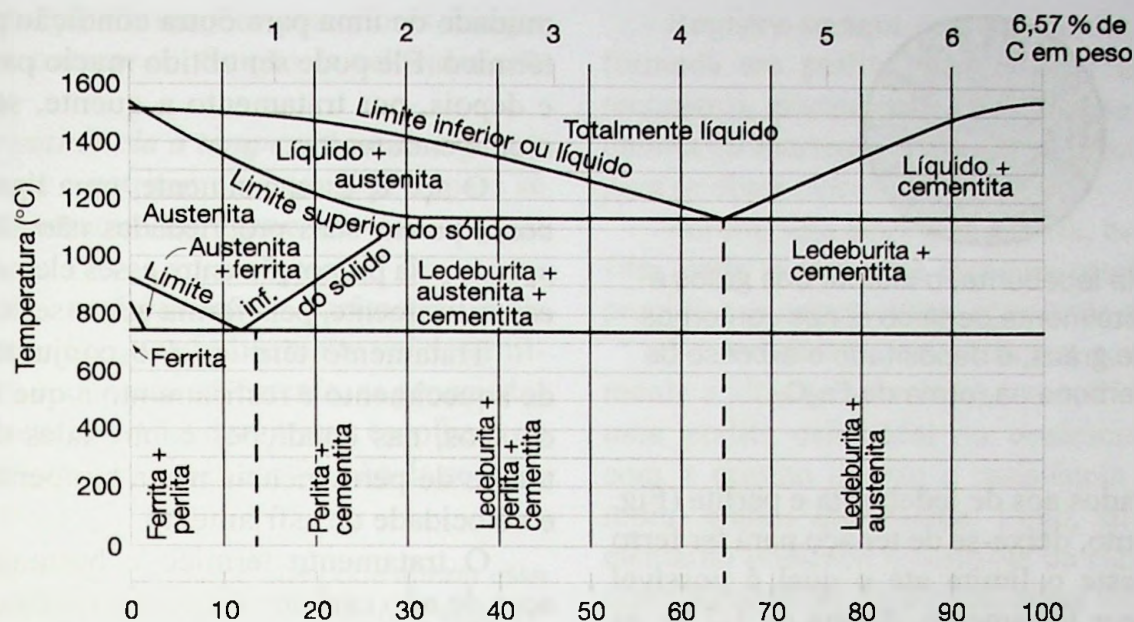 1 2 3 4 5 6 6,57 % de
C em peso
1600
1400
1200
1000
800
600
400
200
0
Temperatura (°C)
Limite inferior ou líquido
Totalmente líquido
Líquido +
austenita
Líquido +
cementita
Limite superior do sólido
Austenita
Austenita
+ ferrita
Limite inf. do sólido
Ledeburita +
austenita +
cementita
Ledeburita +
cementita
Ferrita
Ferrita +
perlita
Perlita +
cementita
Ledeburita +
perlita +
cementita
Ledeburita +
austenita
0 10 20 30 40 50 60 70 80 90 100